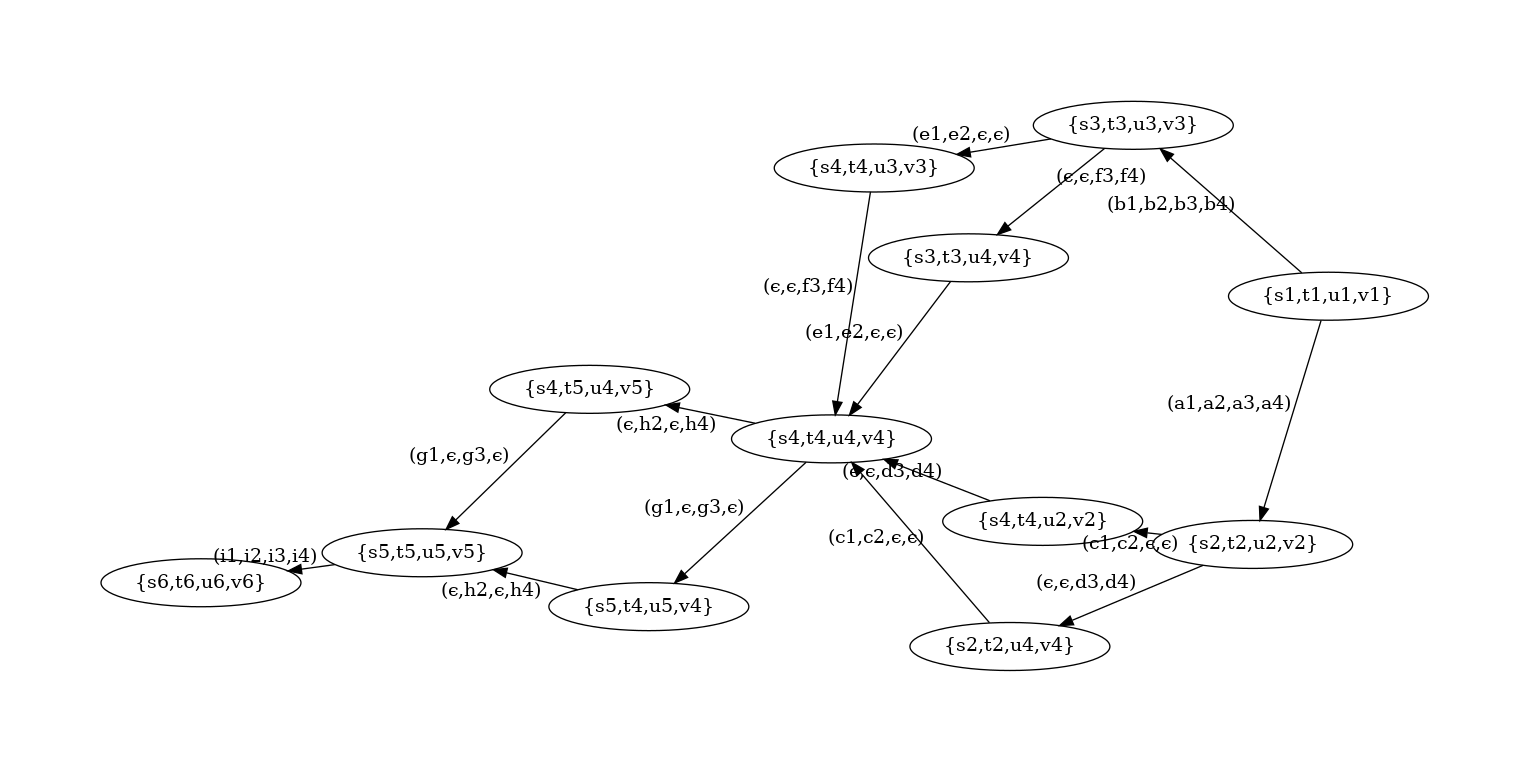 {s3,t3,u3,v3}
(e1,e2,ϵ,ϵ)
{s4,t4,u3,v3}
(ϵ,ϵ,f3,f4)
(b1,b2,b3,b4)
{s3,t3,u4,v4}
(ϵ,ϵ,f3,f4)
{s1,t1,u1,v1}
(e1,e2,ϵ,ϵ)
{s4,t5,u4,v5}
(a1,a2,a3,a4)
(ϵ,h2,ϵ,h4)
{s4,t4,u4,v4}
(g1,ϵ,g3,ϵ)
(ϵ,ϵ,d3,d4)
(g1,ϵ,g3,ϵ)
{s4,t4,u2,v2}
(c1,c2,ϵ,ϵ)
(c1,c2,ϵ,ϵ)
{s2,t2,u2,v2}
{s5,t5,u5,v5}
(i1,i2,i3,i4)
{s6,t6,u6,v6}
(ϵ,h2,ϵ,h4)
(ϵ,ϵ,d3,d4)
{s5,t4,u5,v4}
{s2,t2,u4,v4}